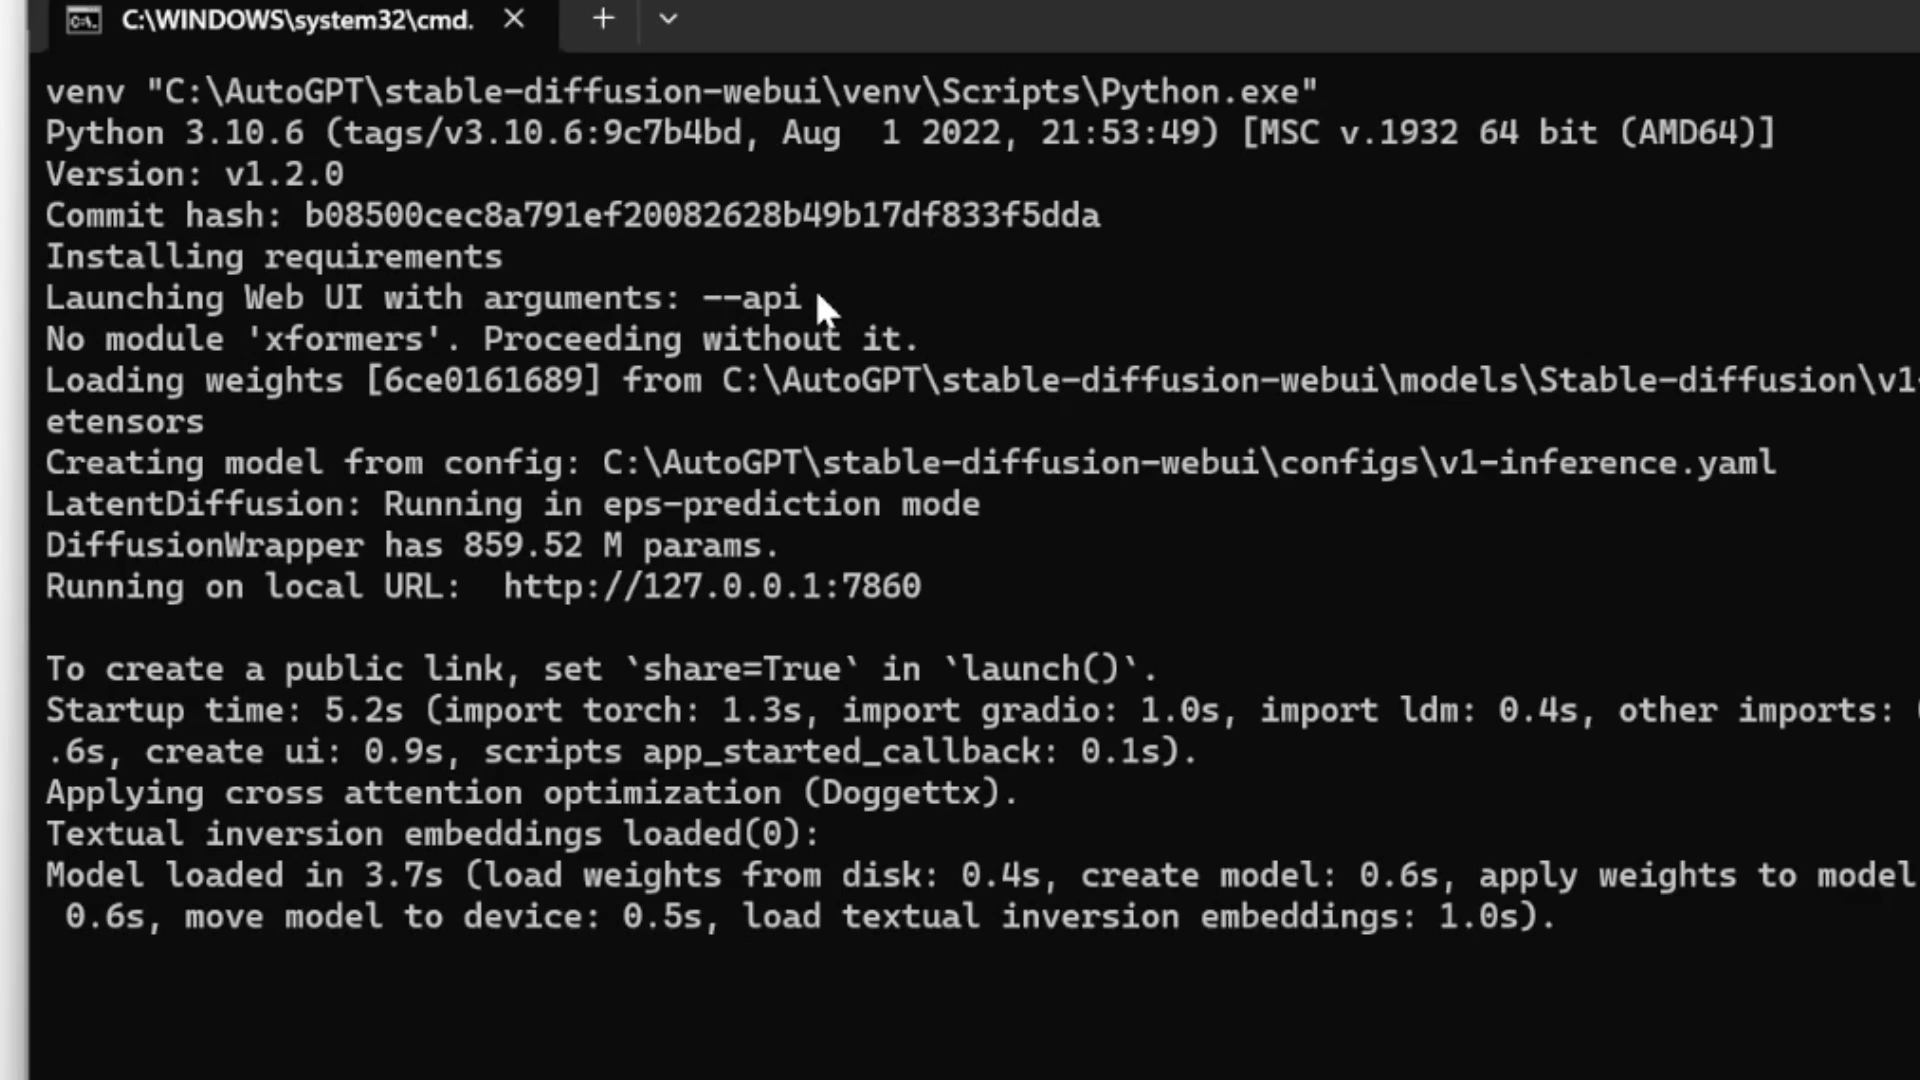 C:\WINDOWS\system32\cmd.
venv "C:\AutoGPT\stable-diffusion-webui\venv\Scripts\Python.exe"
Python 3.10.6 (tags/v3.10.6:9c7b4bd, Aug  1 2022, 21:53:49) [MSC v.1932 64 bit (AMD64)]
Version: v1.2.0
Commit hash: b08500cec8a791ef20082628b49b17df833f5dda
Installing requirements
Launching Web UI with arguments: --api
No module 'xformers'. Proceeding without it.
Loading weights [6ce0161689] from C:\AutoGPT\stable-diffusion-webui\models\Stable-diffusion\v1-
etensors
Creating model from config: C:\AutoGPT\stable-diffusion-webui\configs\v1-inference.yaml
LatentDiffusion: Running in eps-prediction mode
DiffusionWrapper has 859.52 M params.
Running on local URL:  http://127.0.0.1:7860
To create a public link, set `share=True` in `launch()`.
Startup time: 5.2s (import torch: 1.3s, import gradio: 1.0s, import ldm: 0.4s, other imports:
.6s, create ui: 0.9s, scripts app_started_callback: 0.1s).
Applying cross attention optimization (Doggettx).
Textual inversion embeddings loaded(0):
Model loaded in 3.7s (load weights from disk: 0.4s, create model: 0.6s, apply weights to model
0.6s, move model to device: 0.5s, load textual inversion embeddings: 1.0s).